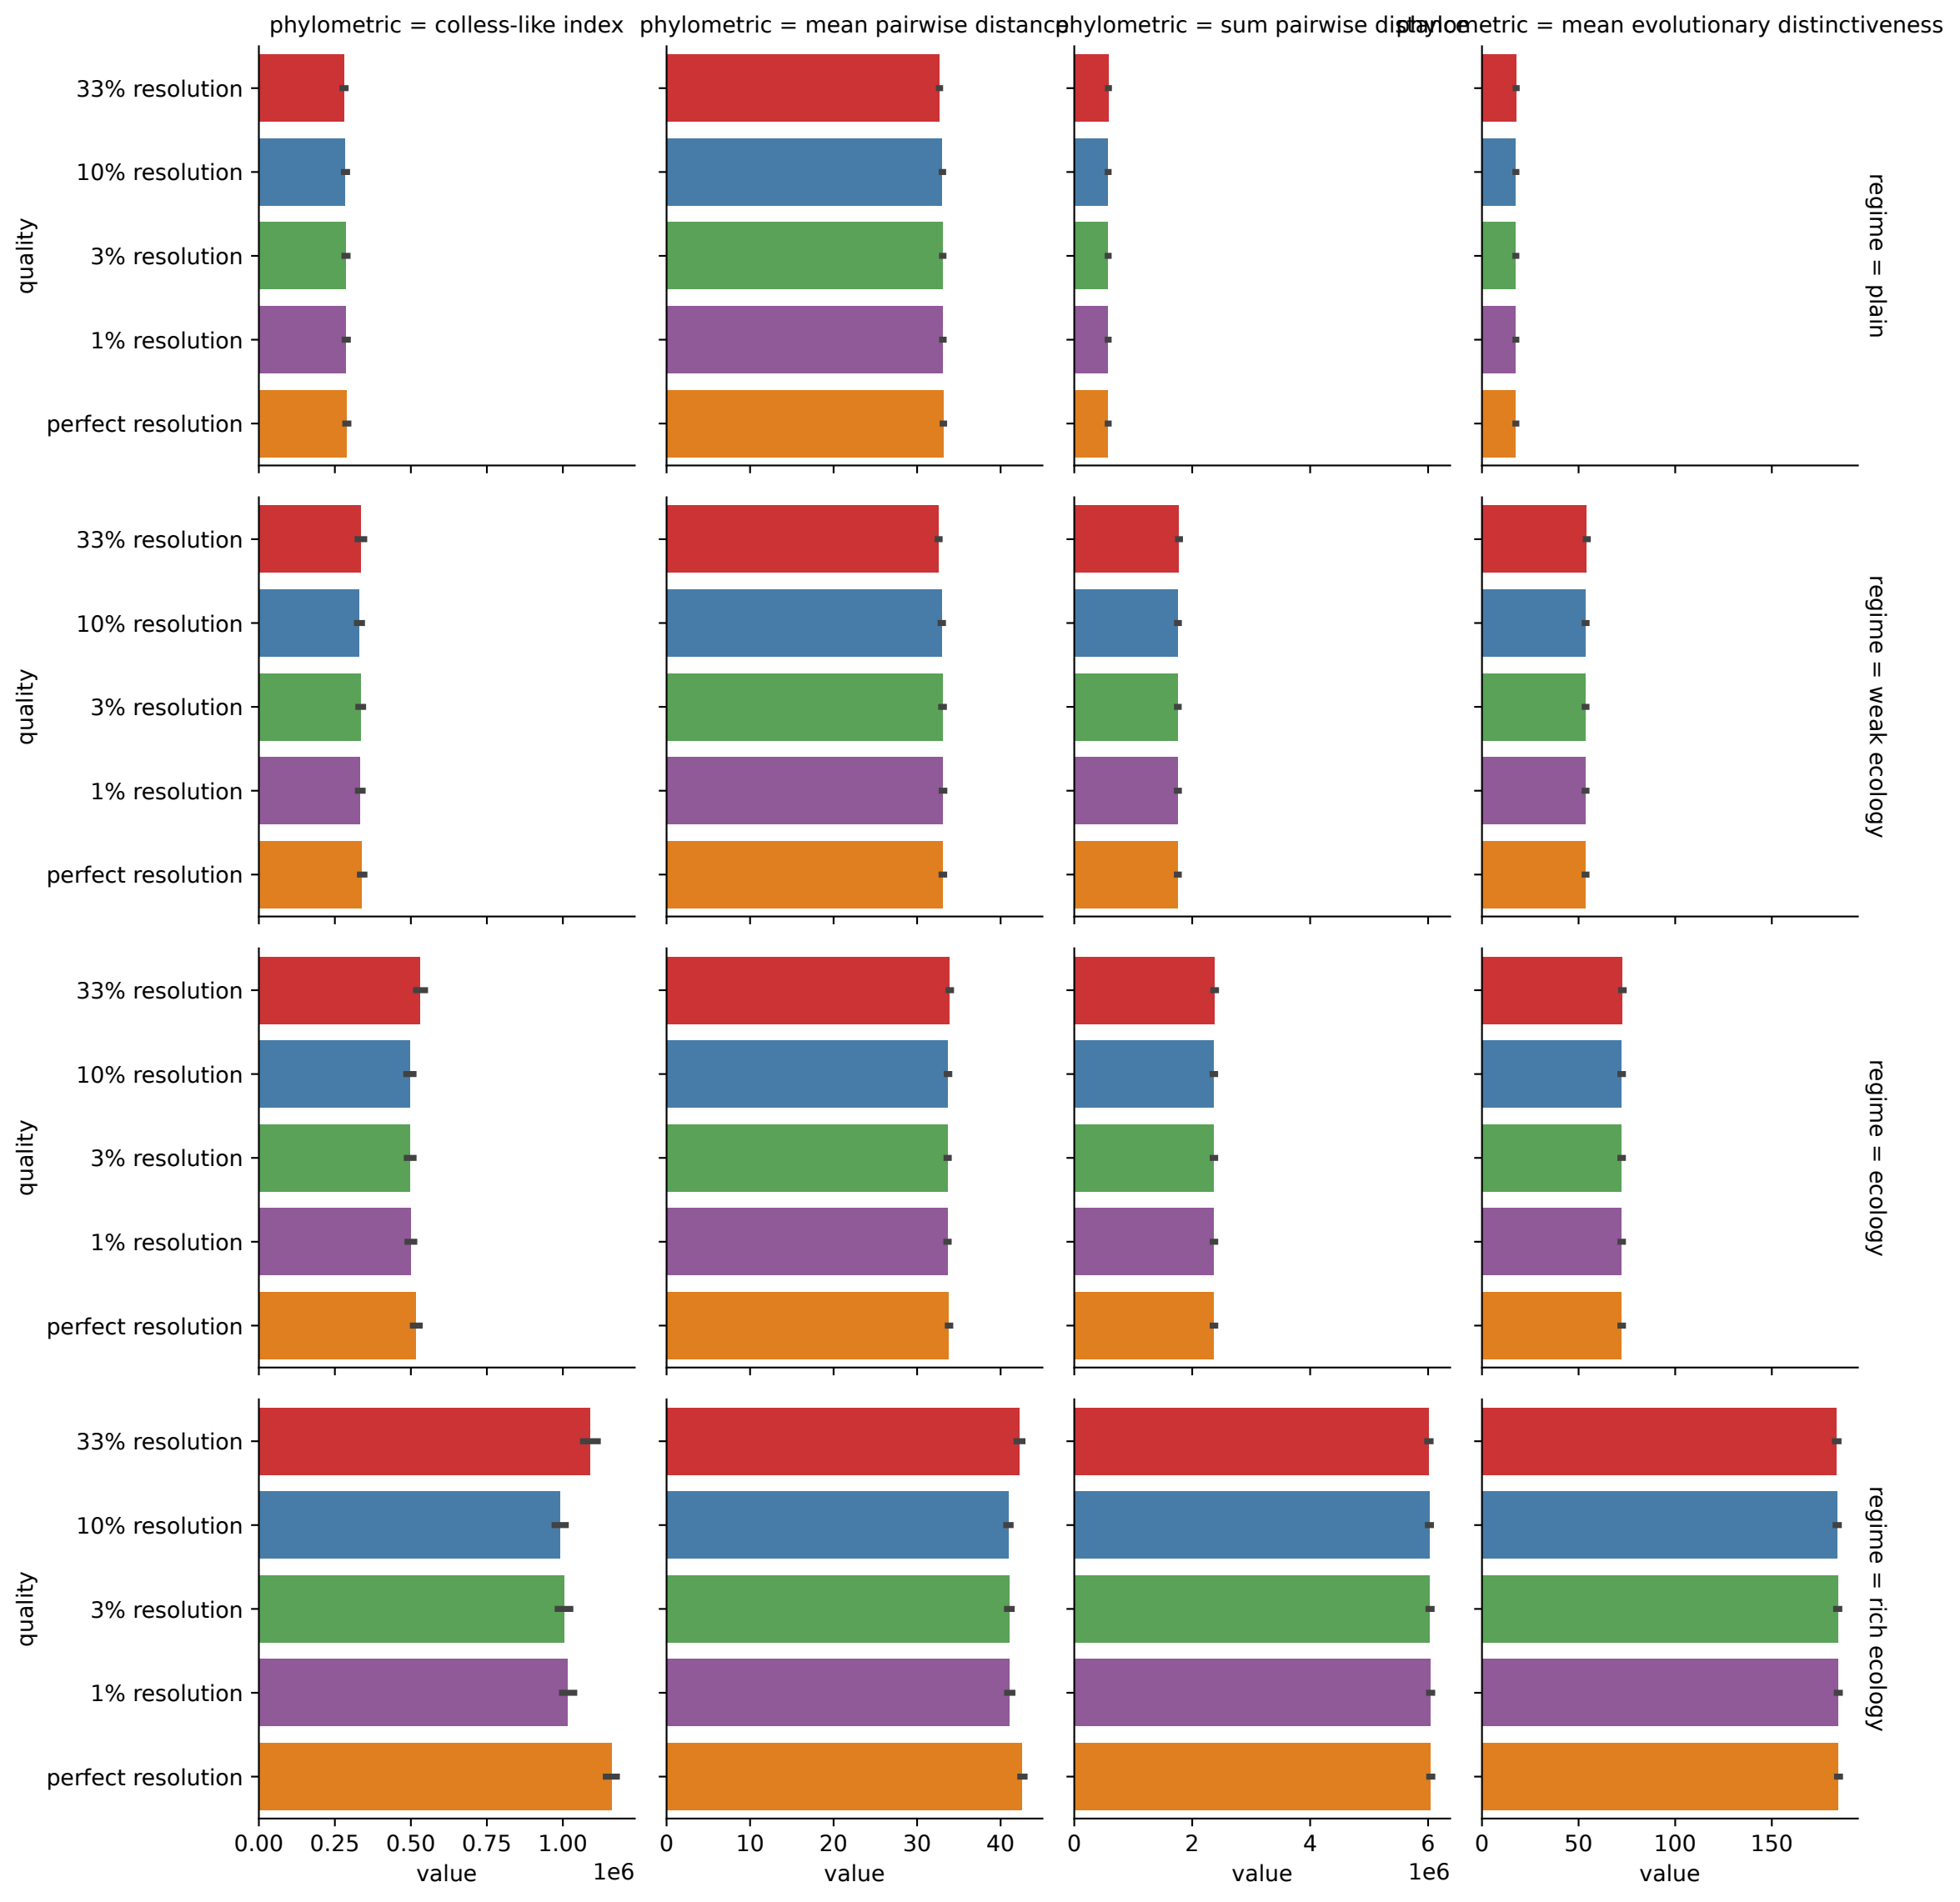 phylometric = colless-like index
phylometric = mean pairwise distance
phylometric = sum pairwise distance
phylometric = mean evolutionary distinctiveness
quality
33% resolution
10% resolution
3% resolution
1% resolution
perfect resolution
regime = plain
quality
33% resolution
10% resolution
3% resolution
1% resolution
perfect resolution
regime = weak ecology
quality
33% resolution
10% resolution
3% resolution
1% resolution
perfect resolution
regime = ecology
quality
33% resolution
10% resolution
3% resolution
1% resolution
perfect resolution
regime = rich ecology
0.00 0.25 0.50 0.75 1.00
value
1e6
0 10 20 30 40
value
0 2 4 6
value
1e6
0 50 100 150
value